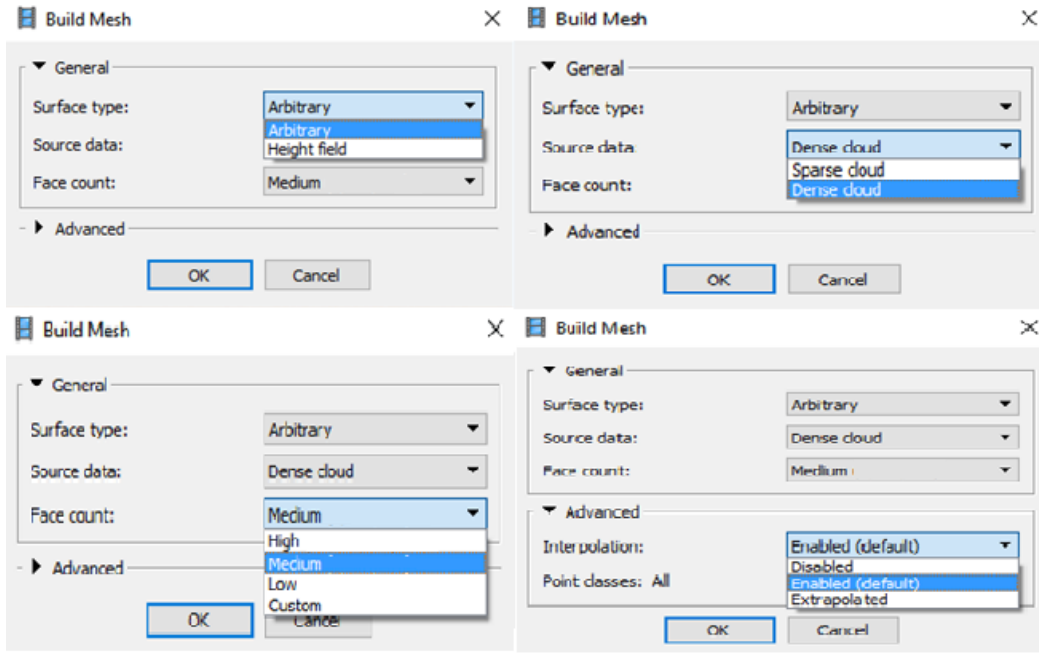 Build Mesh
General
Surface type: Arbitrary
Arbitrary
Height field
Source data:
Face count: Medium
Advanced
OK Cancel
Build Mesh
General
Surface type: Arbitrary
Source data: Dense cloud
Sparse cloud
Dense cloud
Face count:
Advanced
OK Cancel
Build Mesh
General
Surface type: Arbitrary
Source data: Dense cloud
Face count: Medium
High
Medium
Low
Custom
Advanced
OK Cancel
Build Mesh
General
Surface type: Arbitrary
Source data: Dense cloud
Face count: Medium
Advanced
Interpolation: Enabled (default)
Disabled
Enabled (default)
Extrapolated
Point classes: All
OK Cancel